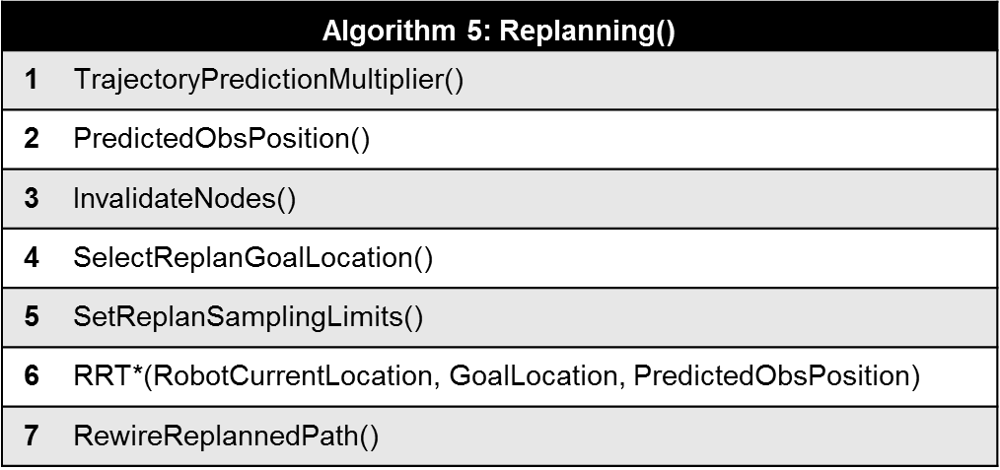 Algorithm 5: Replanning()
1 TrajectoryPredictionMultiplier()
2 PredictedObsPosition()
3 InvalidateNodes()
4 SelectReplanGoalLocation()
5 SetReplanSamplingLimits()
6 RRT*(RobotCurrentLocation, GoalLocation, PredictedObsPosition)
7 RewireReplannedPath()